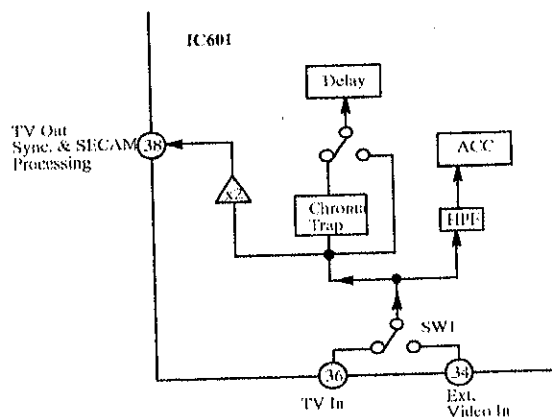 IC601
Delay
TV Out
Sync. & SECAM
Processing
38
ACC
x2
Chroma
Trap
HPF
SW1
36
34
TV In
Ext.
Video In